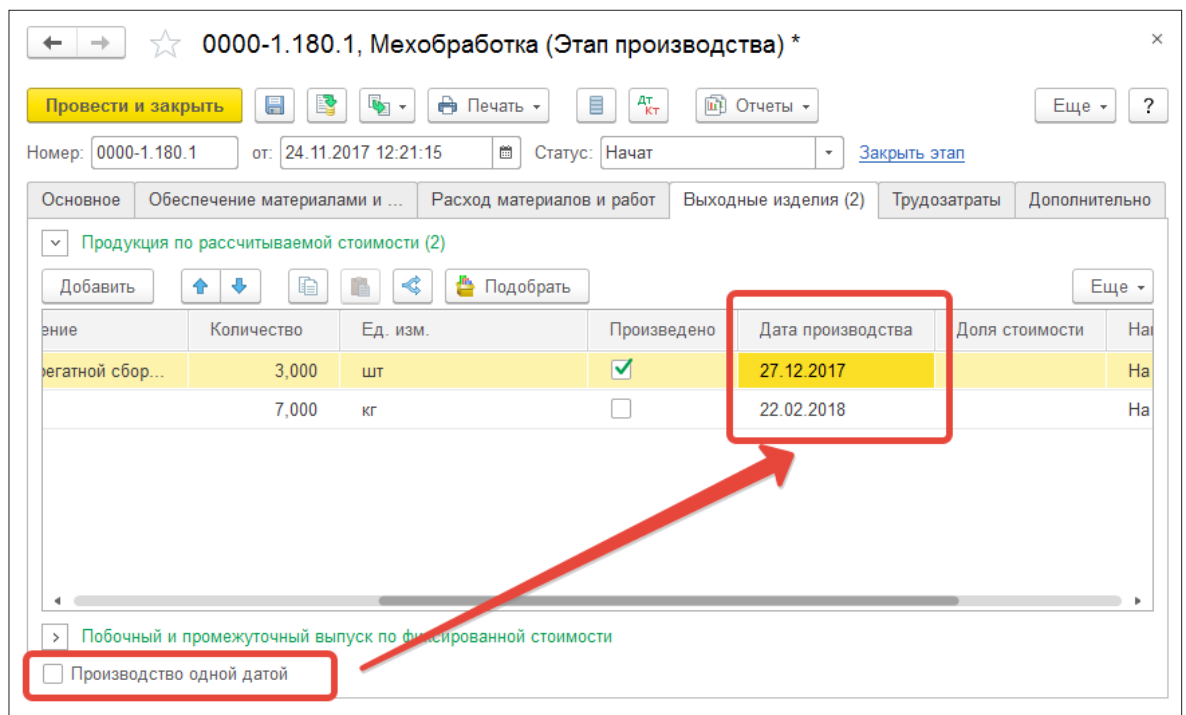 0000-1.180.1, Мехобработка (Этап производства) *
Провести и закрыть Печать Дт Кт Отчеты Еще ?
Номер: 0000-1.180.1 от: 24.11.2017 12:21:15 Статус: Начат Закрыть этап
Основное Обеспечение материалами и ... Расход материалов и работ Выходные изделия (2) Трудозатраты Дополнительно
Продукция по рассчитываемой стоимости (2)
Добавить Подобрать Еще
ение Количество Ед. изм. Произведено Дата производства Доля стоимости На
регатной сбор... 3,000 шт 27.12.2017 На
7,000 кг 22.02.2018 На
Побочный и промежуточный выпуск по фиксированной стоимости
Производство одной датой